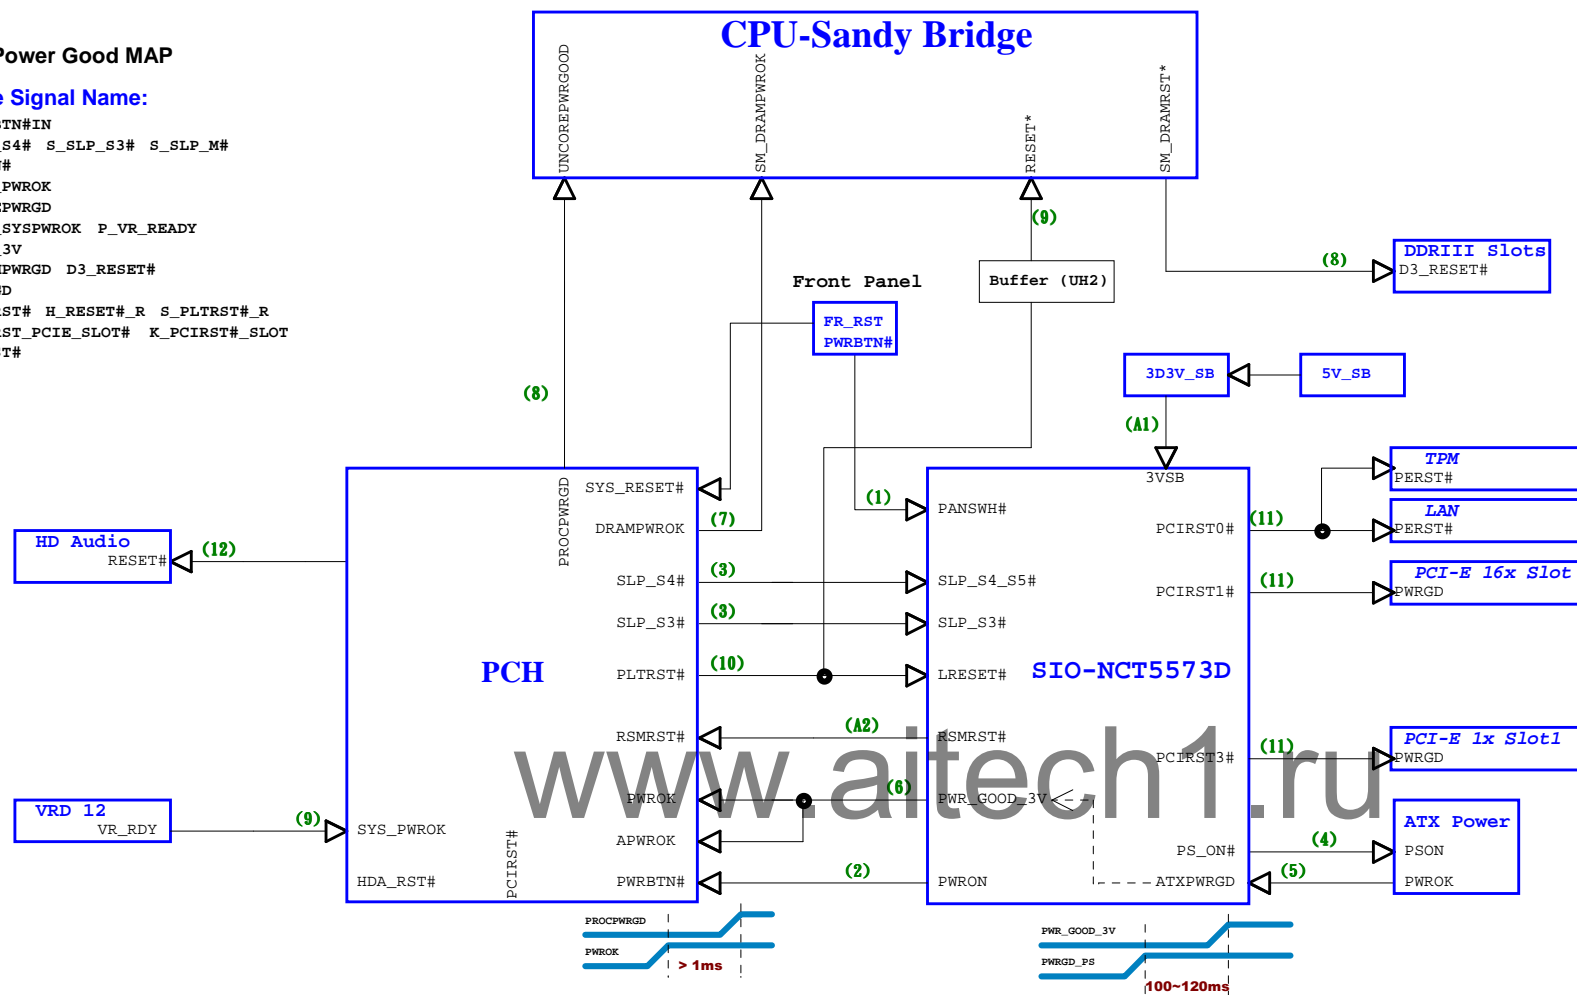 CPU-Sandy Bridge
UNCOREPWRGOOD
SM_DRAMPWROK
RESET*
SM_DRAMRST*
Power Good MAP
Signal Name:
TN#IN
S4# S_SLP_S3# S_SLP_M#
#
PWROK
PWRGD
SYSPWROK P_VR_READY
3V
PWRGD D3_RESET#
D
RST# H_RESET#_R S_PLTRST#_R
RST_PCIE_SLOT# K_PCIRST#_SLOT
ST#
(9)
Buffer (UH2)
(8)
DDRIII Slots
D3_RESET#
Front Panel
FR_RST
PWRBTN#
3D3V_SB
5V_SB
(8)
(A1)
3VSB
PROCPWRGD
SYS_RESET#
(1)
PANSWH#
DRAMPWROK
(7)
PCIRST0#
(11)
TPM
PERST#
LAN
PERST#
HD Audio
RESET#
(12)
SLP_S4#
(3)
SLP_S4_S5#
PCIRST1#
(11)
PCI-E 16x Slot
PWRGD
SLP_S3#
(3)
SLP_S3#
PCH
PLTRST#
(10)
LRESET#
SIO-NCT5573D
RSMRST#
(A2)
RSMRST#
PCIRST3#
(11)
PCI-E 1x Slot1
PWRGD
www.aitech1.ru
PWROK
(6)
PWR_GOOD_3V
VRD 12
VR_RDY
(9)
SYS_PWROK
APWROK
PS_ON#
(4)
ATX Power
PSON
HDA_RST#
PCIRST#
PWRBTN#
(2)
PWRON
ATXPWRGD
(5)
PWROK
PROCPWRGD
PWROK
> 1ms
PWR_GOOD_3V
PWRGD_PS
100~120ms